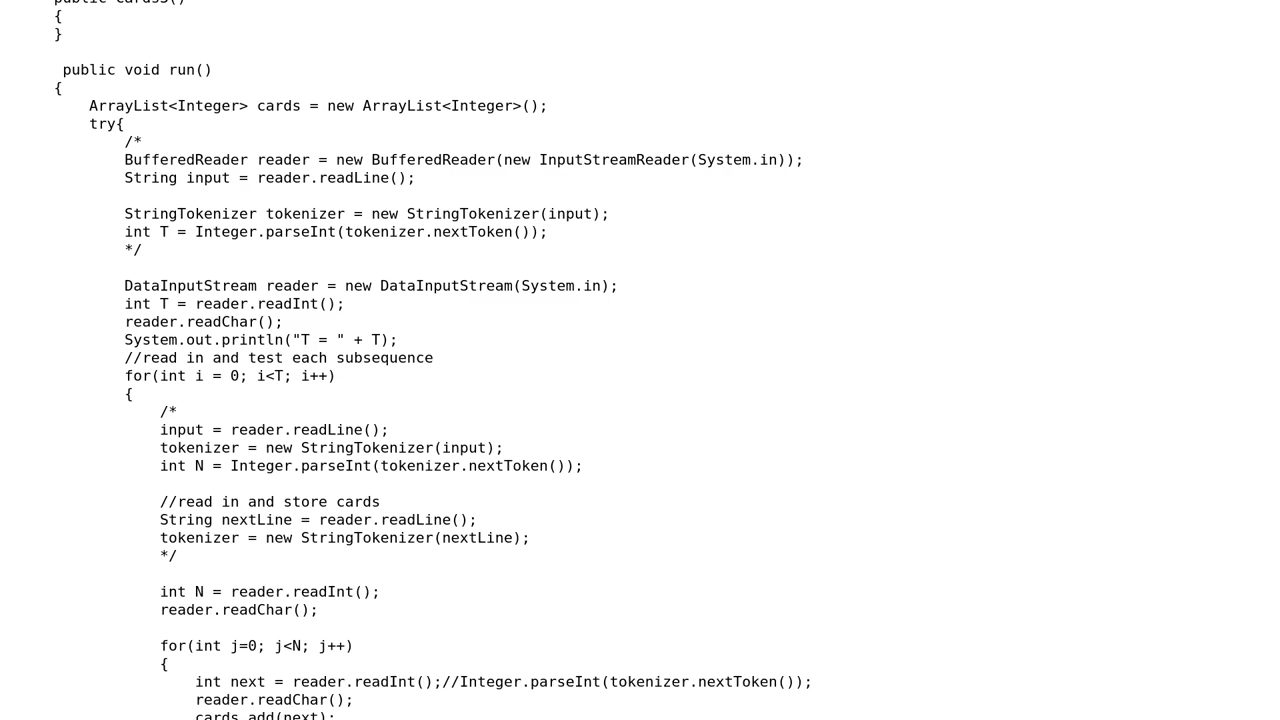 public cards3()
{
}
public void run()
{
ArrayList<Integer> cards = new ArrayList<Integer>();
try{
/*
BufferedReader reader = new BufferedReader(new InputStreamReader(System.in));
String input = reader.readLine();
StringTokenizer tokenizer = new StringTokenizer(input);
int T = Integer.parseInt(tokenizer.nextToken());
*/
DataInputStream reader = new DataInputStream(System.in);
int T = reader.readInt();
reader.readChar();
System.out.println("T = " + T);
//read in and test each subsequence
for(int i = 0; i<T; i++)
{
/*
input = reader.readLine();
tokenizer = new StringTokenizer(input);
int N = Integer.parseInt(tokenizer.nextToken());
//read in and store cards
String nextLine = reader.readLine();
tokenizer = new StringTokenizer(nextLine);
*/
int N = reader.readInt();
reader.readChar();
for(int j=0; j<N; j++)
{
int next = reader.readInt();//Integer.parseInt(tokenizer.nextToken());
reader.readChar();
cards.add(next);